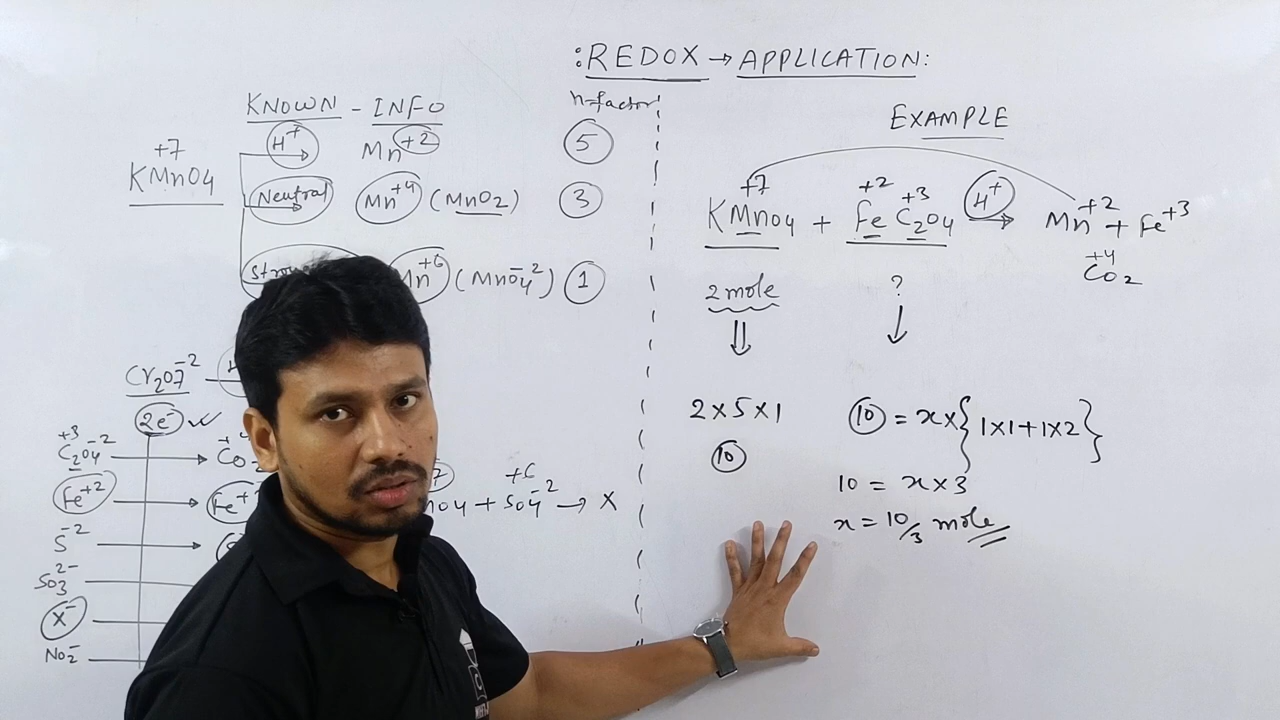 :REDOX → APPLICATION:
KNOWN - INFO
n-factor
+7
KMnO4
H+ Mn+2 5
Neutral Mn+4 (MnO2) 3
Mn+6 (MnO4-2) 1
Cr2O7-2
2e- ✓
+3
C2O4-2 → CO2
Fe+2 → Fe+
S-2 →
SO3 2-
X-
NO2-
+6
nO4 + SO4-2 → X
EXAMPLE
+7 +2 +3
KMnO4 + FeC2O4 H+ → Mn+2 + Fe+3
+4
CO2
2 mole ?
2×5×1 10 = x×{1×1+1×2}
10
10 = x×3
x = 10/3 mole